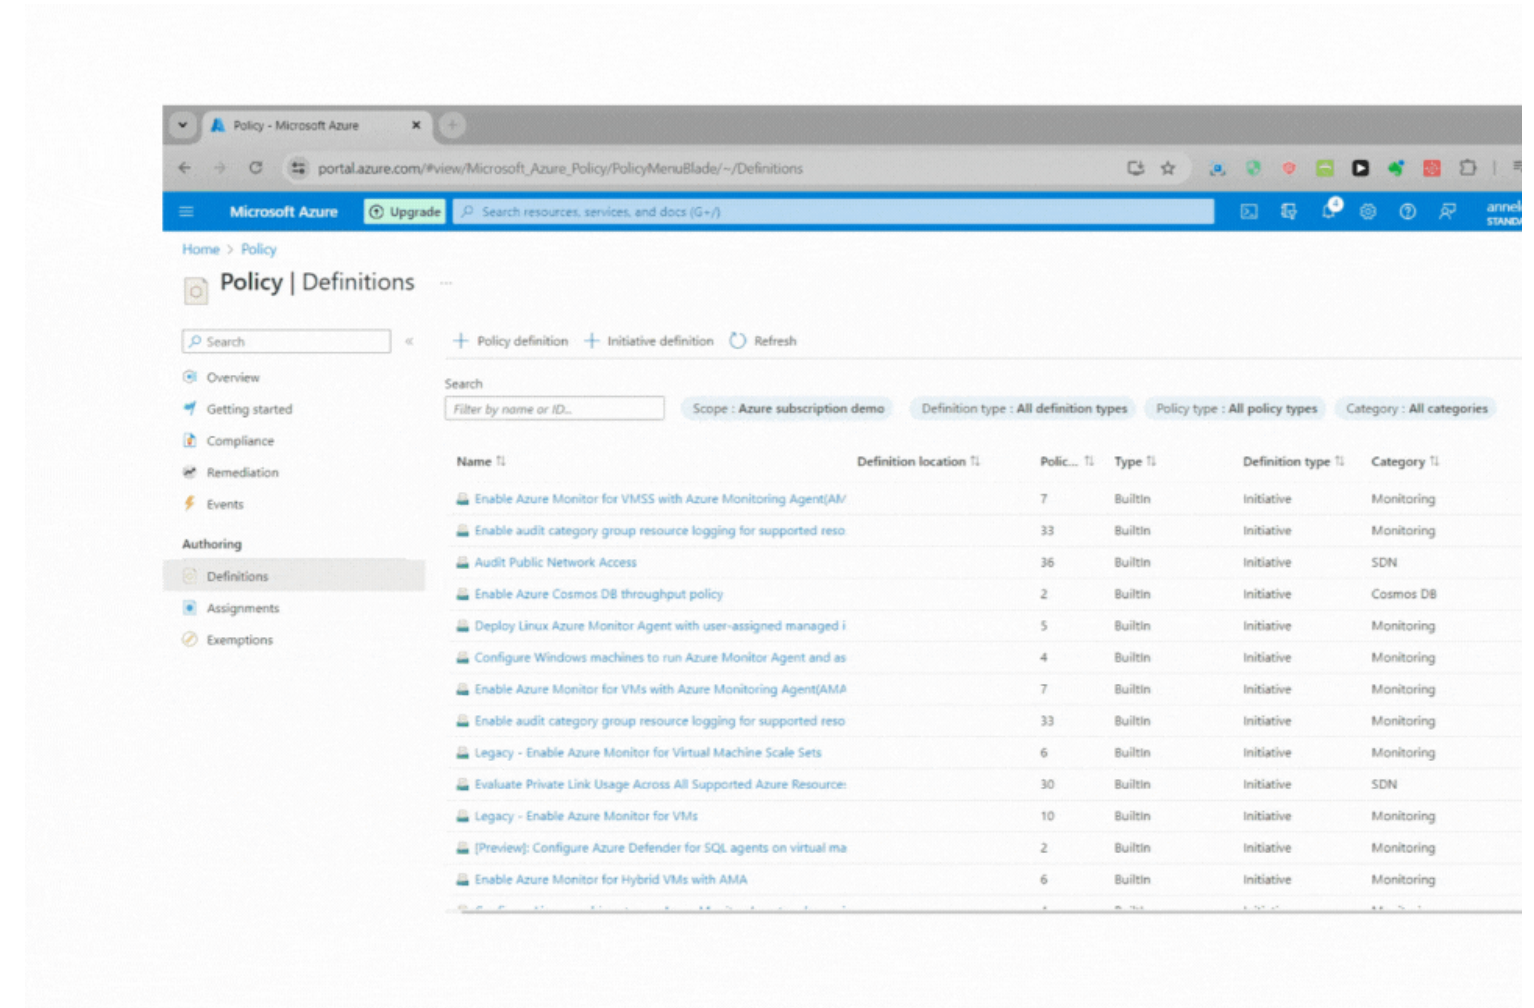 Policy - Microsoft Azure
portal.azure.com/#view/Microsoft_Azure_Policy/PolicyMenuBlade/~/Definitions
Microsoft Azure Upgrade Search resources, services, and docs (G+/) 4
STANDA
Home > Policy
Policy | Definitions ...
Search « + Policy definition + Initiative definition Refresh
Overview
Getting started
Compliance
Remediation
Events
Authoring
Definitions
Assignments
Exemptions
Search
Filter by name or ID... Scope : Azure subscription demo Definition type : All definition types Policy type : All policy types Category : All categories
Name Definition location Polic... Type Definition type Category
Enable Azure Monitor for VMSS with Azure Monitoring Agent(AM 7 BuiltIn Initiative Monitoring
Enable audit category group resource logging for supported reso 33 BuiltIn Initiative Monitoring
Audit Public Network Access 36 BuiltIn Initiative SDN
Enable Azure Cosmos DB throughput policy 2 BuiltIn Initiative Cosmos DB
Deploy Linux Azure Monitor Agent with user-assigned managed i 5 BuiltIn Initiative Monitoring
Configure Windows machines to run Azure Monitor Agent and as 4 BuiltIn Initiative Monitoring
Enable Azure Monitor for VMs with Azure Monitoring Agent(AMA 7 BuiltIn Initiative Monitoring
Enable audit category group resource logging for supported reso 33 BuiltIn Initiative Monitoring
Legacy - Enable Azure Monitor for Virtual Machine Scale Sets 6 BuiltIn Initiative Monitoring
Evaluate Private Link Usage Across All Supported Azure Resource 30 BuiltIn Initiative SDN
Legacy - Enable Azure Monitor for VMs 10 BuiltIn Initiative Monitoring
[Preview]: Configure Azure Defender for SQL agents on virtual ma 2 BuiltIn Initiative Monitoring
Enable Azure Monitor for Hybrid VMs with AMA 6 BuiltIn Initiative Monitoring